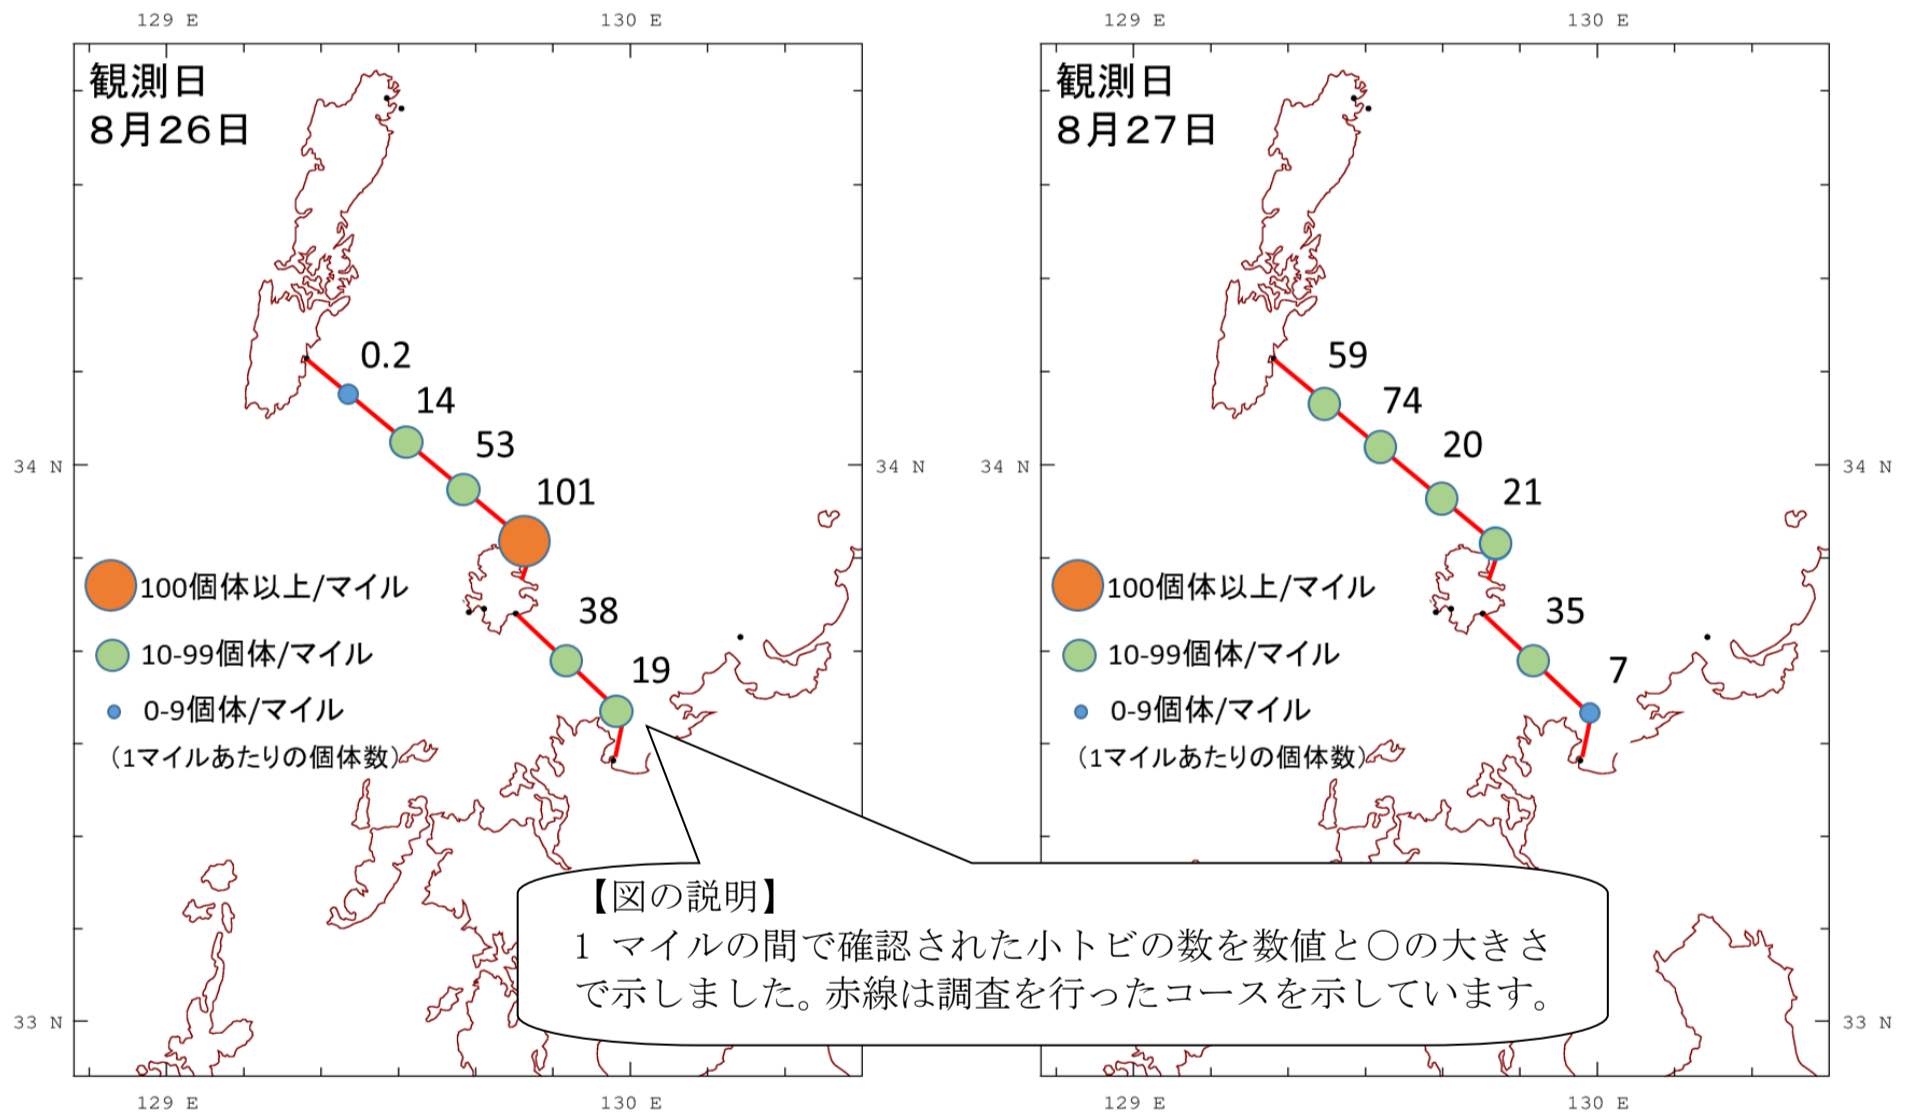 129 E
130 E
観測日
8月26日
0.2
14
53
101
38
19
34 N
34 N
100個体以上/マイル
10-99個体/マイル
0-9個体/マイル
（1マイルあたりの個体数）
33 N
129 E
130 E
129 E
130 E
観測日
8月27日
59
74
20
21
35
7
34 N
34 N
100個体以上/マイル
10-99個体/マイル
0-9個体/マイル
（1マイルあたりの個体数）
33 N
129 E
130 E
【図の説明】
1 マイルの間で確認された小トビの数を数値と○の大きさ
で示しました。赤線は調査を行ったコースを示しています。